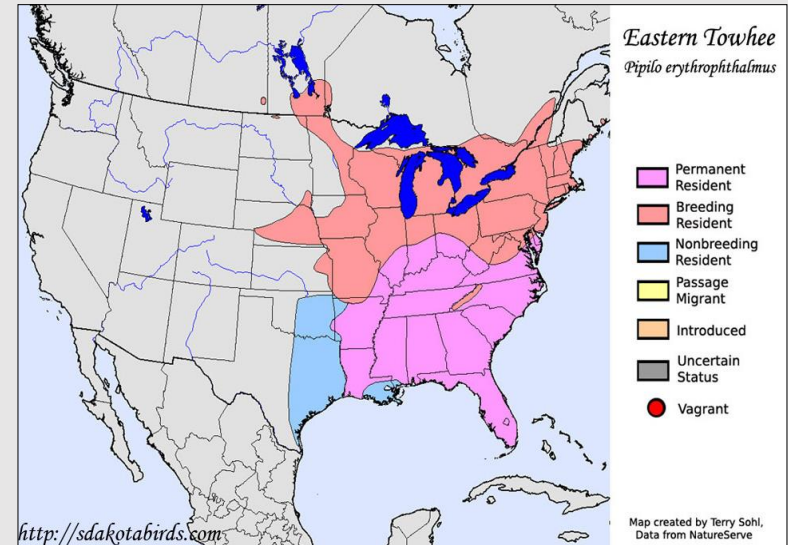 Eastern Towhee
Pipilo erythrophthalmus
Permanent
Resident
Breeding
Resident
Nonbreeding
Resident
Passage
Migrant
Introduced
Uncertain
Status
Vagrant
Map created by Terry Sohl,
Data from NatureServe
http://sdakotabirds.com